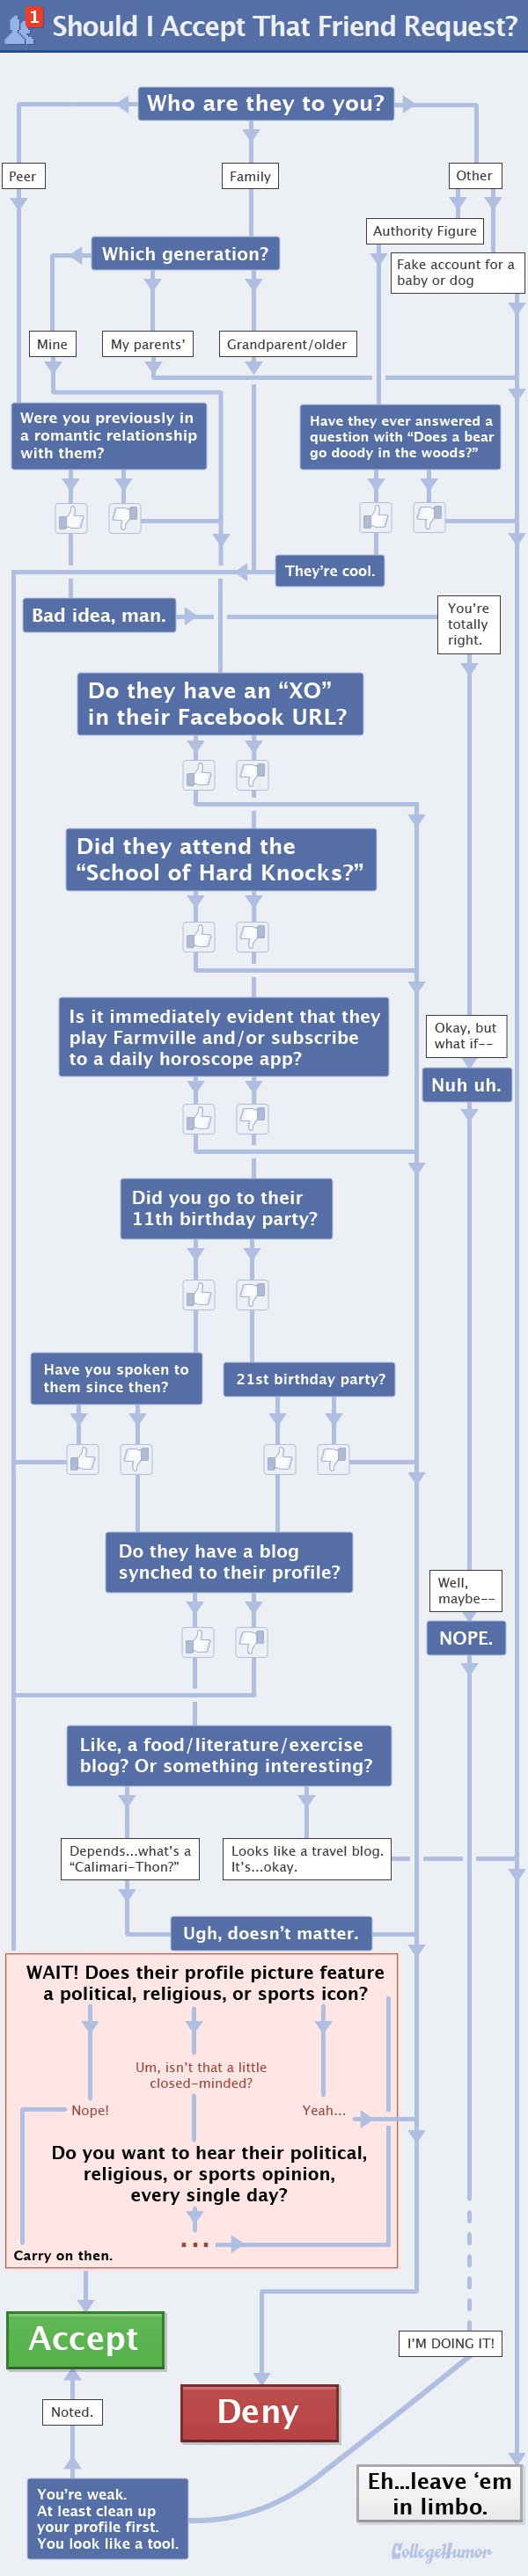 1
Should I Accept That Friend Request?
Who are they to you?
Peer
Family
Other
Authority Figure
Which generation?
Fake account for a
baby or dog
Mine
My parents’
Grandparent/older
Were you previously in
a romantic relationship
with them?
Have they ever answered a
question with “Does a bear
go doody in the woods?”
They’re cool.
Bad idea, man.
You’re
totally
right.
Do they have an “XO”
in their Facebook URL?
Did they attend the
“School of Hard Knocks?”
Is it immediately evident that they
play Farmville and/or subscribe
to a daily horoscope app?
Okay, but
what if--
Nuh uh.
Did you go to their
11th birthday party?
Have you spoken to
them since then?
21st birthday party?
Do they have a blog
synched to their profile?
Well,
maybe--
NOPE.
Like, a food/literature/exercise
blog? Or something interesting?
Depends...what’s a
“Calimari-Thon?”
Looks like a travel blog.
It’s...okay.
Ugh, doesn’t matter.
WAIT! Does their profile picture feature
a political, religious, or sports icon?
Um, isn’t that a little
closed-minded?
Nope!
Yeah...
Do you want to hear their political,
religious, or sports opinion,
every single day?
...
Carry on then.
Accept
I’M DOING IT!
Deny
Noted.
Eh...leave ‘em
in limbo.
You’re weak.
At least clean up
your profile first.
You look like a tool.
CollegeHumor